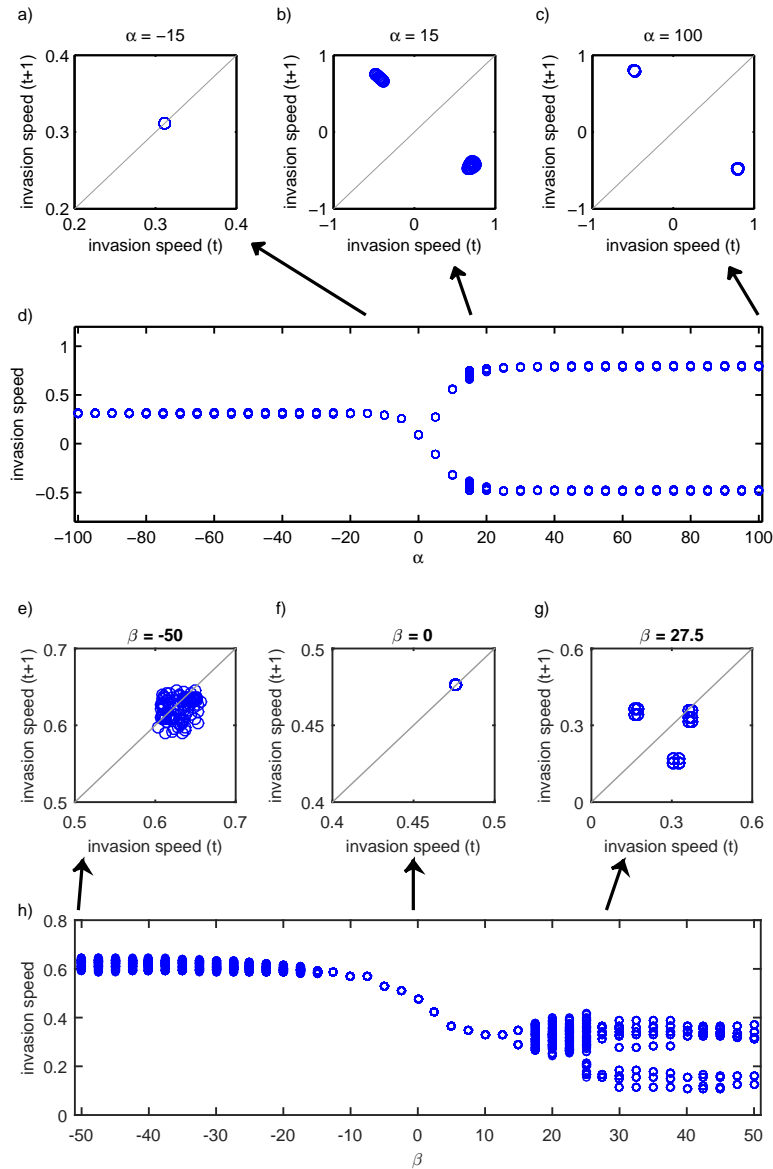 a)
b)
c)
α = −15
α = 15
α = 100
invasion speed (t+1)
0.4
0.3
0.2
0.2
0.3
0.4
invasion speed (t)
invasion speed (t+1)
1
0
−1
−1
0
1
invasion speed (t)
invasion speed (t+1)
1
0
−1
−1
0
1
invasion speed (t)
d)
invasion speed
1
0.5
0
−0.5
−100
−80
−60
−40
−20
0
20
40
60
80
100
α
e)
f)
g)
β = -50
β = 0
β = 27.5
invasion speed (t+1)
0.7
0.6
0.5
0.5
0.6
0.7
invasion speed (t)
invasion speed (t+1)
0.5
0.45
0.4
0.4
0.45
0.5
invasion speed (t)
invasion speed (t+1)
0.6
0.3
0
0
0.3
0.6
invasion speed (t)
h)
invasion speed
0.8
0.6
0.4
0.2
0
-50
-40
-30
-20
-10
0
10
20
30
40
50
β